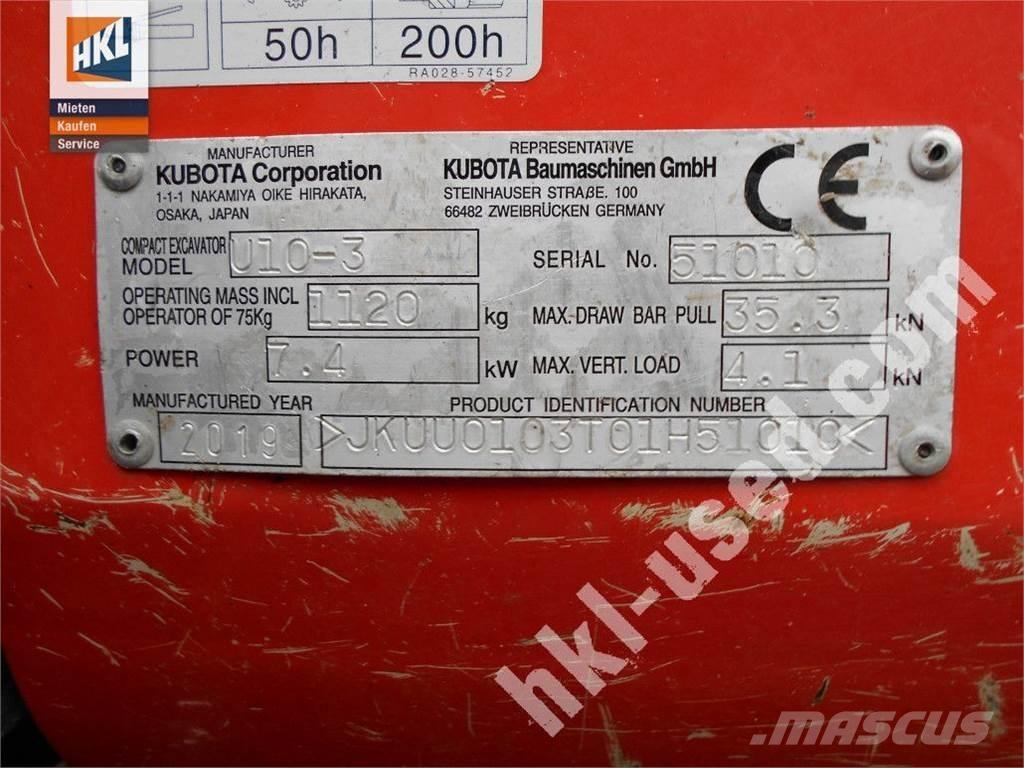 HKL
Mieten
Kaufen
Service
50h 200h
RA028-57452
MANUFACTURER
KUBOTA Corporation
1-1-1 NAKAMIYA OIKE HIRAKATA,
OSAKA, JAPAN
REPRESENTATIVE
KUBOTA Baumaschinen GmbH
STEINHAUSER STRAßE. 100
66482 ZWEIBRÜCKEN GERMANY
CE
COMPACT EXCAVATOR
MODEL U10-3
SERIAL No. 51010
OPERATING MASS INCL
OPERATOR OF 75Kg 1120 kg
MAX. DRAW BAR PULL 35.3 kN
POWER 7.4 kW
MAX. VERT. LOAD 4.1 kN
MANUFACTURED YEAR
2019
PRODUCT IDENTIFICATION NUMBER
>JKUU0103T01H51010<
hkl-used.com
MASCUS